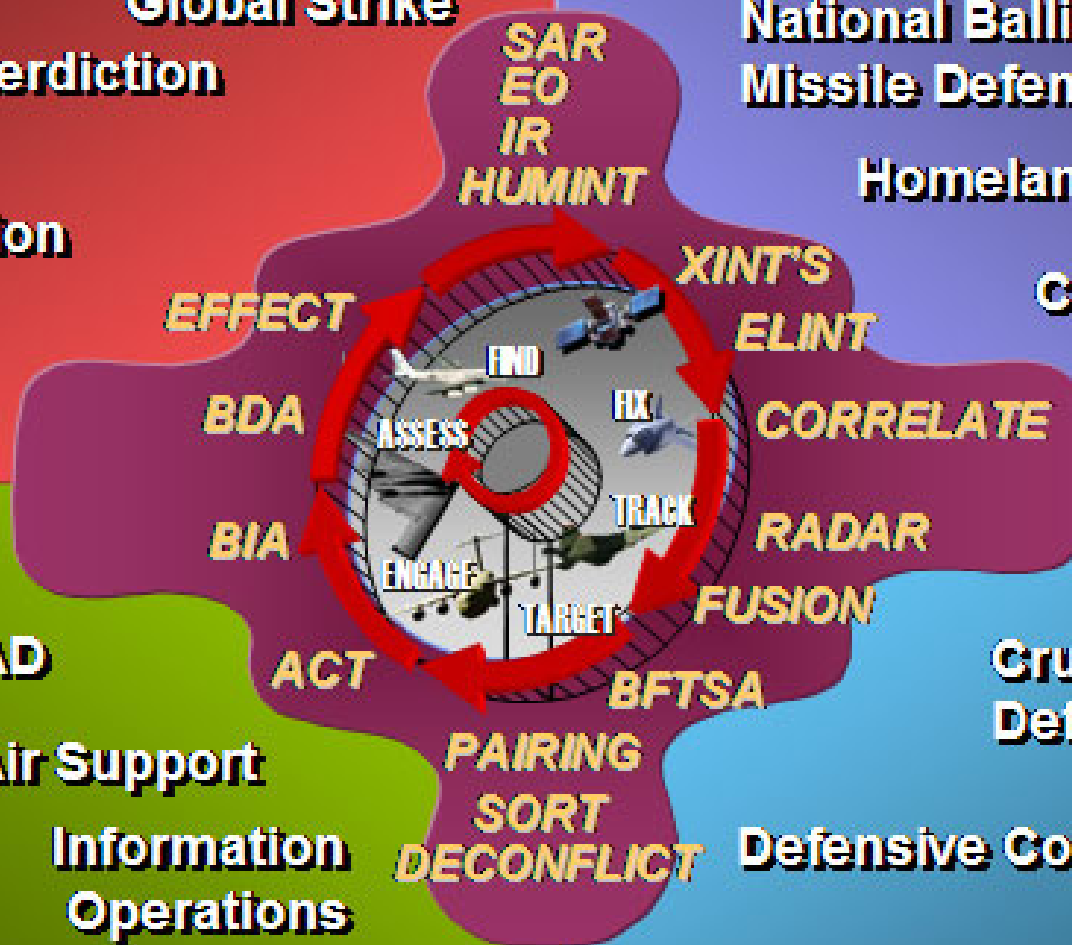 Global Strike
erdiction
on
AD
Air Support
Information
Operations
National Balli
Missile Defen
Homelan
C
Cru
Def
Defensive Co
SAR
EO
IR
HUMINT
XINT'S
ELINT
CORRELATE
RADAR
FUSION
BFTSA
PAIRING
SORT
DECONFLICT
ACT
BIA
BDA
EFFECT
FIND
FIX
TRACK
TARGET
ENGAGE
ASSESS